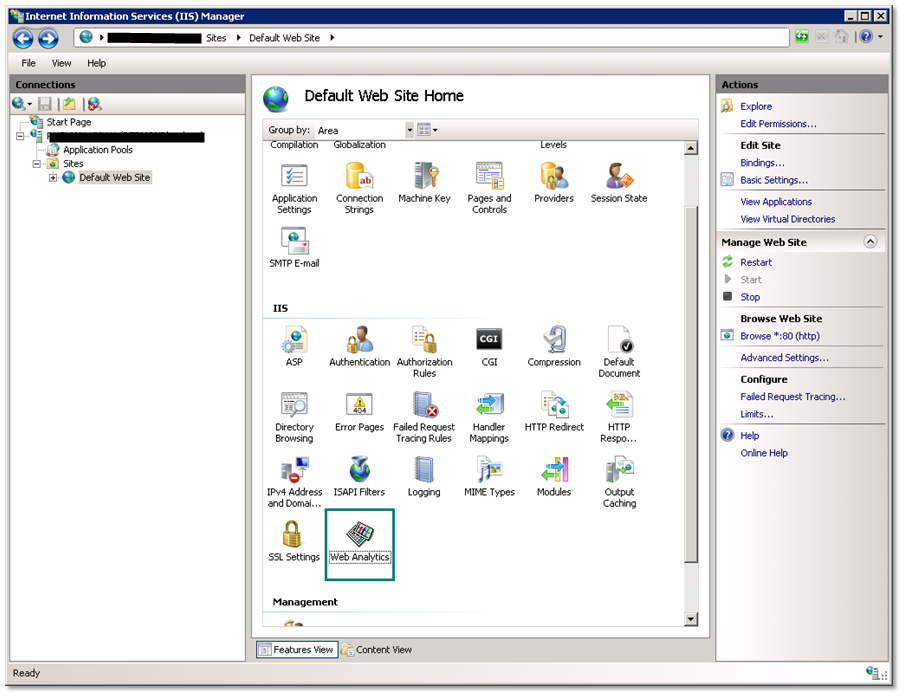 Internet Information Services (IIS) Manager
Sites
Default Web Site
File View Help
Connections
Start Page
Application Pools
Sites
Default Web Site
Default Web Site Home
Group by: Area
Compilation Globalization Levels
Application Settings
Connection Strings
Machine Key
Pages and Controls
Providers
Session State
SMTP E-mail
IIS
ASP
Authentication
Authorization Rules
CGI
Compression
Default Document
Directory Browsing
Error Pages
Failed Request Tracing Rules
Handler Mappings
HTTP Redirect
HTTP Respo...
IPv4 Address and Domai...
ISAPI Filters
Logging
MIME Types
Modules
Output Caching
SSL Settings
Web Analytics
Management
Features View
Content View
Actions
Explore
Edit Permissions...
Edit Site
Bindings...
Basic Settings...
View Applications
View Virtual Directories
Manage Web Site
Restart
Start
Stop
Browse Web Site
Browse *:80 (http)
Advanced Settings...
Configure
Failed Request Tracing...
Limits...
Help
Online Help
Ready